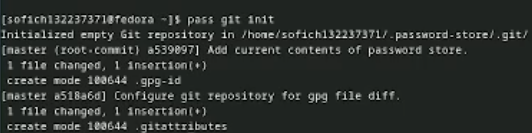 [sofich132237371@fedora ~]$ pass git init
Initialized empty Git repository in /home/sofich132237371/.password-store/.git/
[master (root-commit) a539097] Add current contents of password store.
1 file changed, 1 insertion(+)
create mode 100644 .gpg-id
[master a518a6d] Configure git repository for gpg file diff.
1 file changed, 1 insertion(+)
create mode 100644 .gitattributes